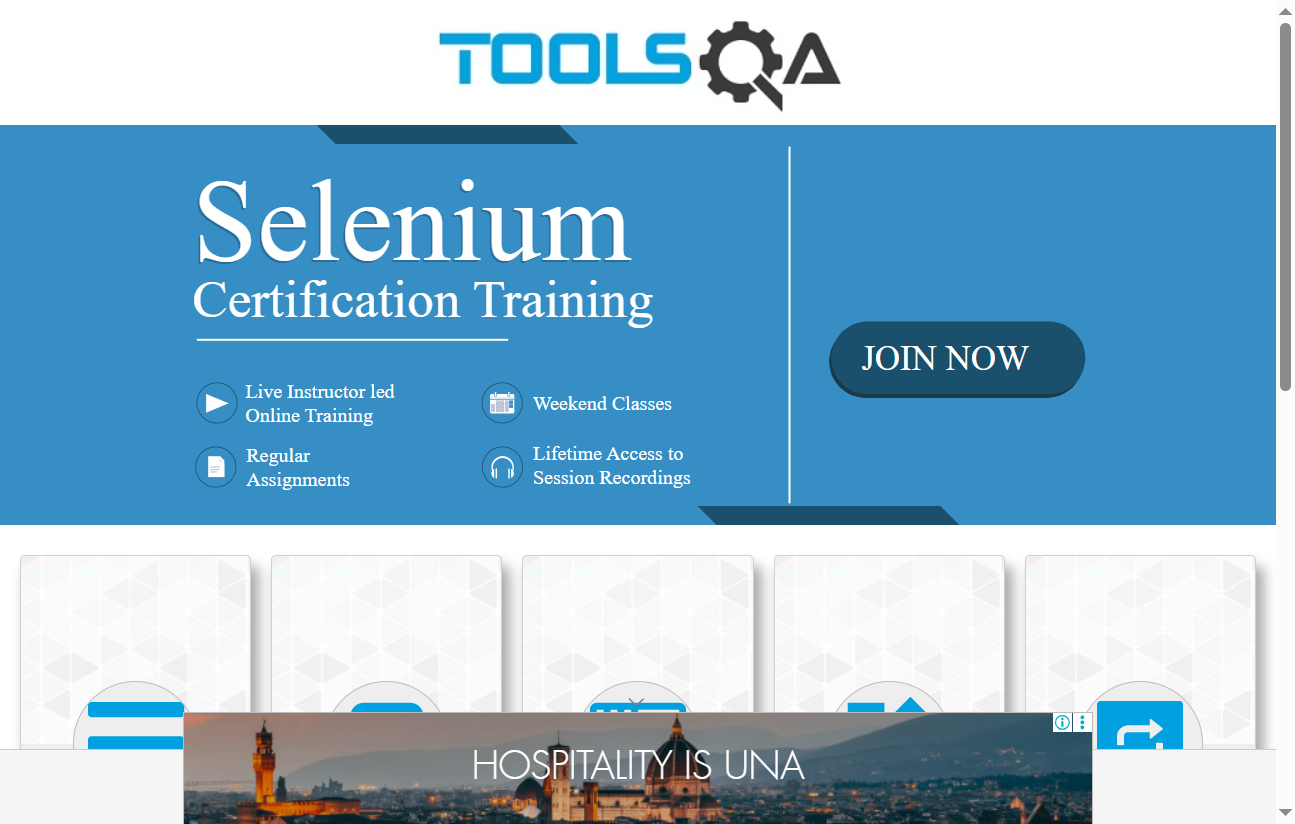 TOOLSQA
Selenium
Certification Training
Live Instructor led
Online Training
Weekend Classes
Regular
Assignments
Lifetime Access to
Session Recordings
JOIN NOW
HOSPITALITY IS UNA